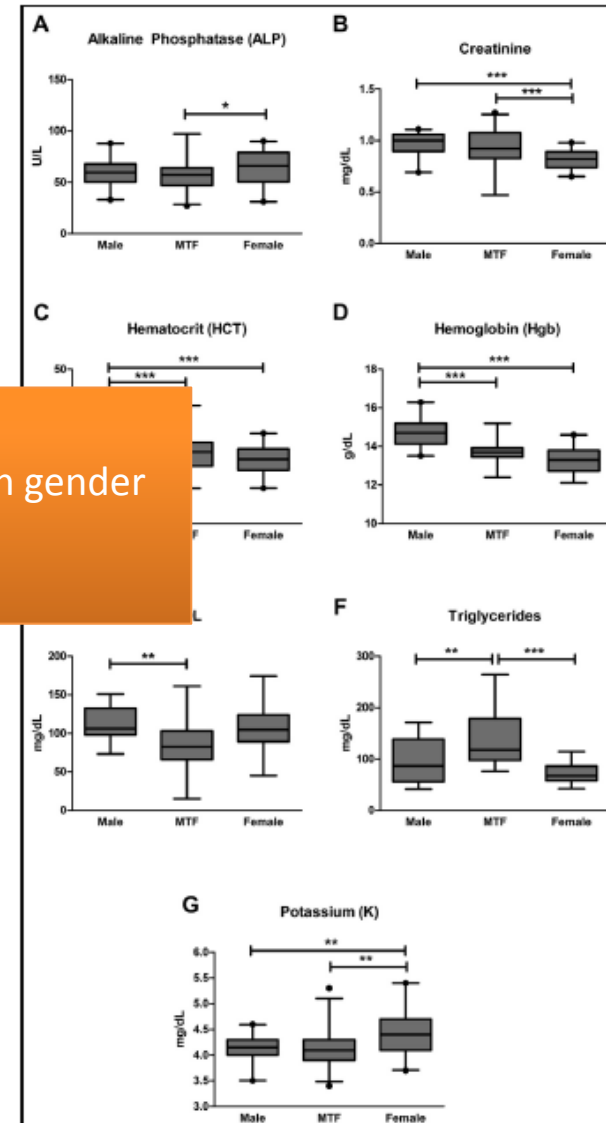 A
Alkaline Phosphatase (ALP)
150
100
50
0
U/L
*
Male MTF Female
B
Creatinine
1.5
1.0
0.5
0.0
mg/dL
***
***
Male MTF Female
C
Hematocrit (HCT)
50
***
***
Female
D
Hemoglobin (Hgb)
18
16
14
12
10
g/dL
***
***
Male MTF Female
gender
200
150
100
50
0
mg/dL
**
Male MTF Female
F
Triglycerides
300
200
100
0
mg/dL
** ***
Male MTF Female
G
Potassium (K)
6.0
5.5
5.0
4.5
4.0
3.5
3.0
mg/dL
**
**
Male MTF Female